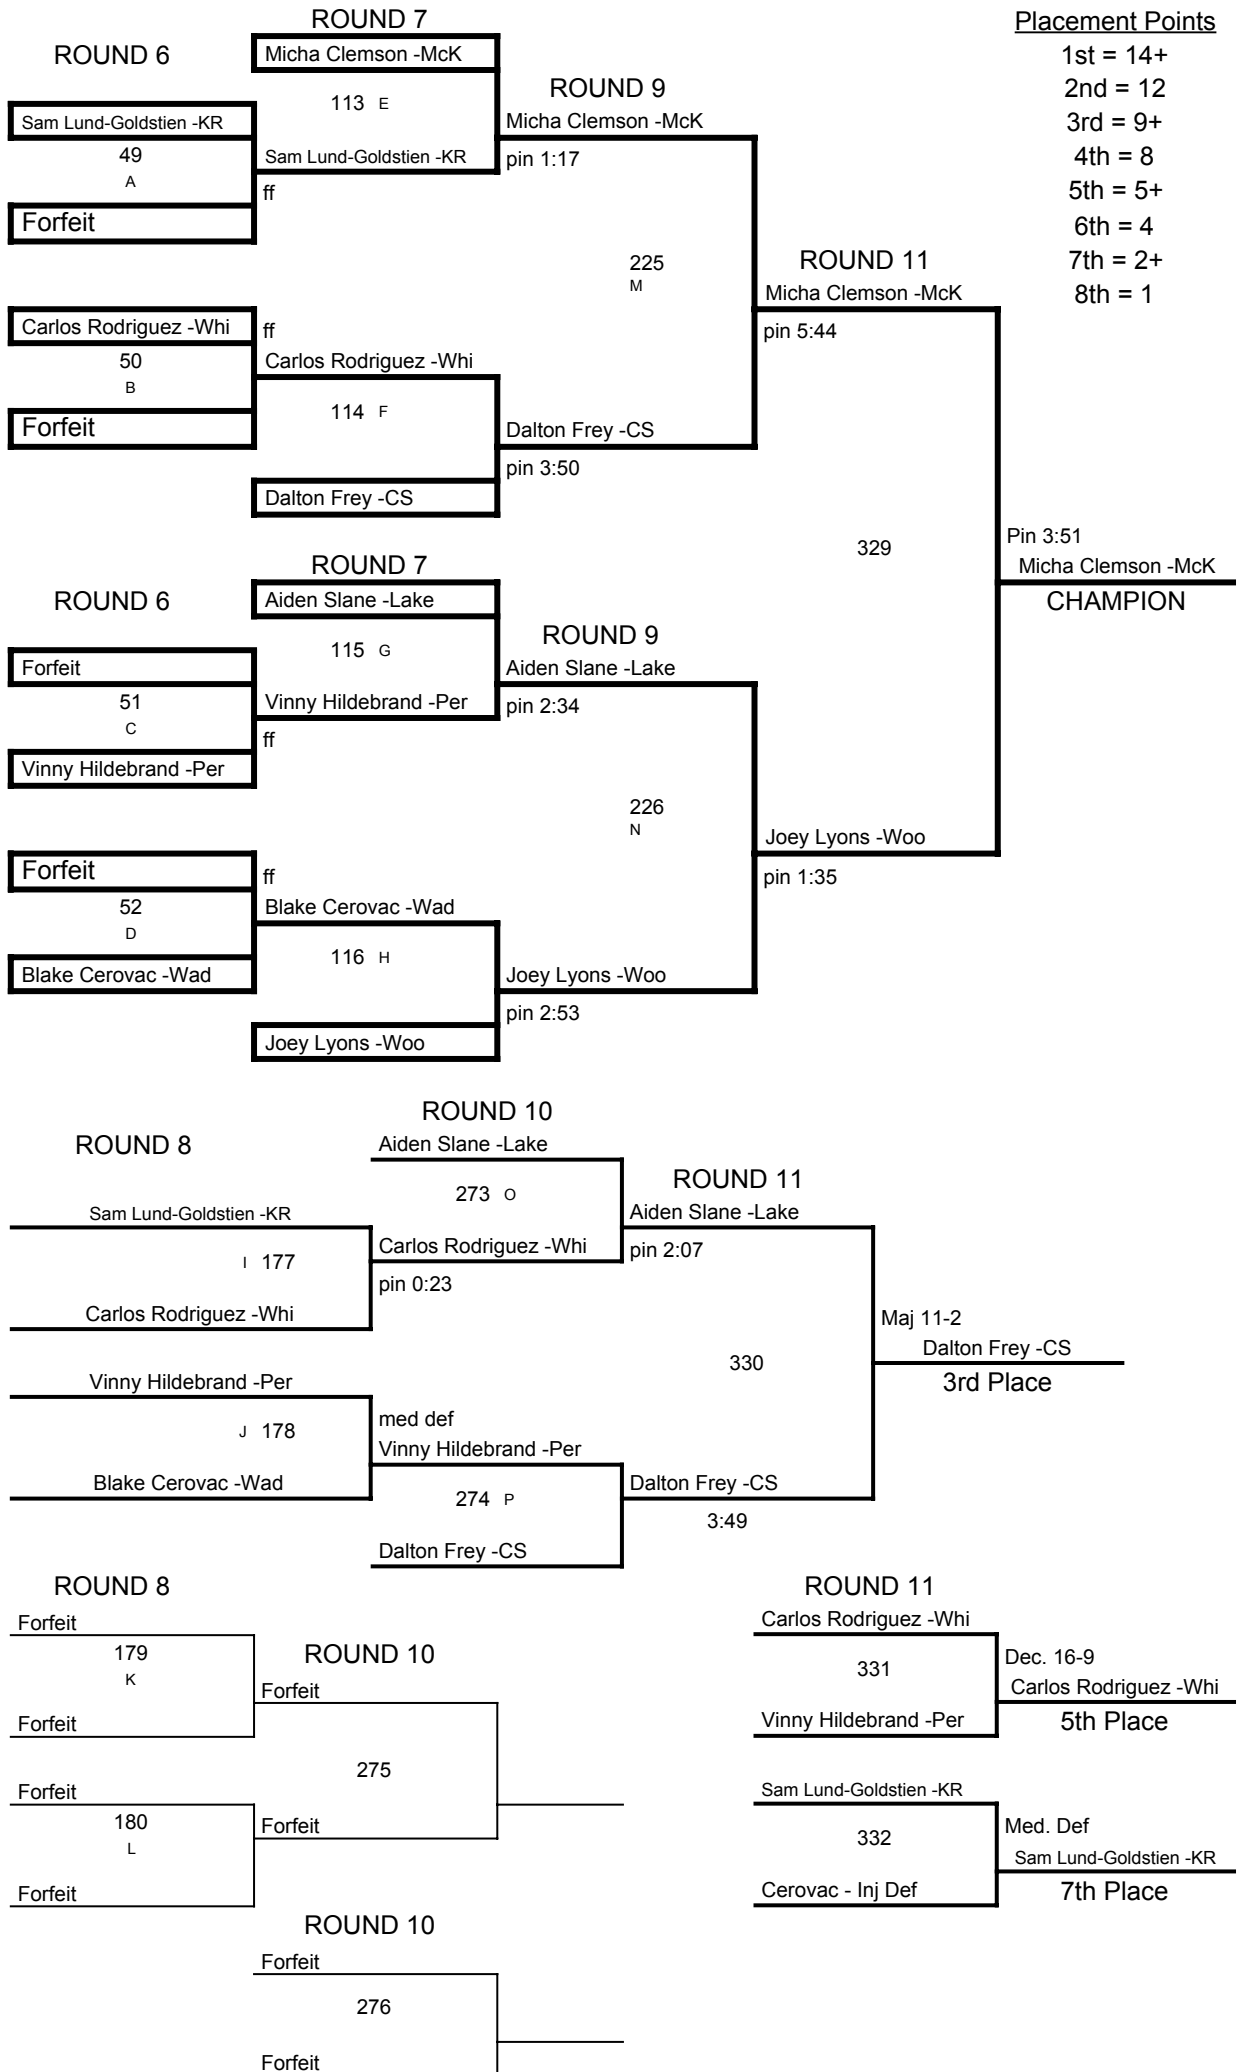 ROUND 7
Placement Points
ROUND 6
Micha Clemson -McK
1st = 14+
2nd = 12
113 E
ROUND 9
3rd = 9+
Sam Lund-Goldstien -KR
Micha Clemson -McK
4th = 8
49
Sam Lund-Goldstien -KR
pin 1:17
A
ff
5th = 5+
Forfeit
6th = 4
225
M
ROUND 11
7th = 2+
Micha Clemson -McK
8th = 1
Carlos Rodriguez -Whi
ff
pin 5:44
50
Carlos Rodriguez -Whi
B
114 F
Forfeit
Dalton Frey -CS
pin 3:50
Dalton Frey -CS
329
Pin 3:51
ROUND 7
Micha Clemson -McK
ROUND 6
Aiden Slane -Lake
CHAMPION
115 G
ROUND 9
Forfeit
Aiden Slane -Lake
51
Vinny Hildebrand -Per
pin 2:34
C
ff
Vinny Hildebrand -Per
226
N
Joey Lyons -Woo
Forfeit
ff
pin 1:35
52
Blake Cerovac -Wad
D
116 H
Blake Cerovac -Wad
Joey Lyons -Woo
pin 2:53
Joey Lyons -Woo
ROUND 10
ROUND 8
Aiden Slane -Lake
ROUND 11
273 O
Sam Lund-Goldstien -KR
Aiden Slane -Lake
I 177
Carlos Rodriguez -Whi
pin 2:07
pin 0:23
Carlos Rodriguez -Whi
Maj 11-2
Dalton Frey -CS
330
3rd Place
Vinny Hildebrand -Per
J 178
med def
Vinny Hildebrand -Per
Blake Cerovac -Wad
Dalton Frey -CS
274 P
3:49
Dalton Frey -CS
ROUND 8
ROUND 11
Forfeit
Carlos Rodriguez -Whi
179
ROUND 10
Dec. 16-9
K
331
Forfeit
Carlos Rodriguez -Whi
Forfeit
Vinny Hildebrand -Per
5th Place
275
Forfeit
Sam Lund-Goldstien -KR
180
Forfeit
Med. Def
L
332
Sam Lund-Goldstien -KR
Forfeit
Cerovac - Inj Def
7th Place
ROUND 10
Forfeit
276
Forfeit